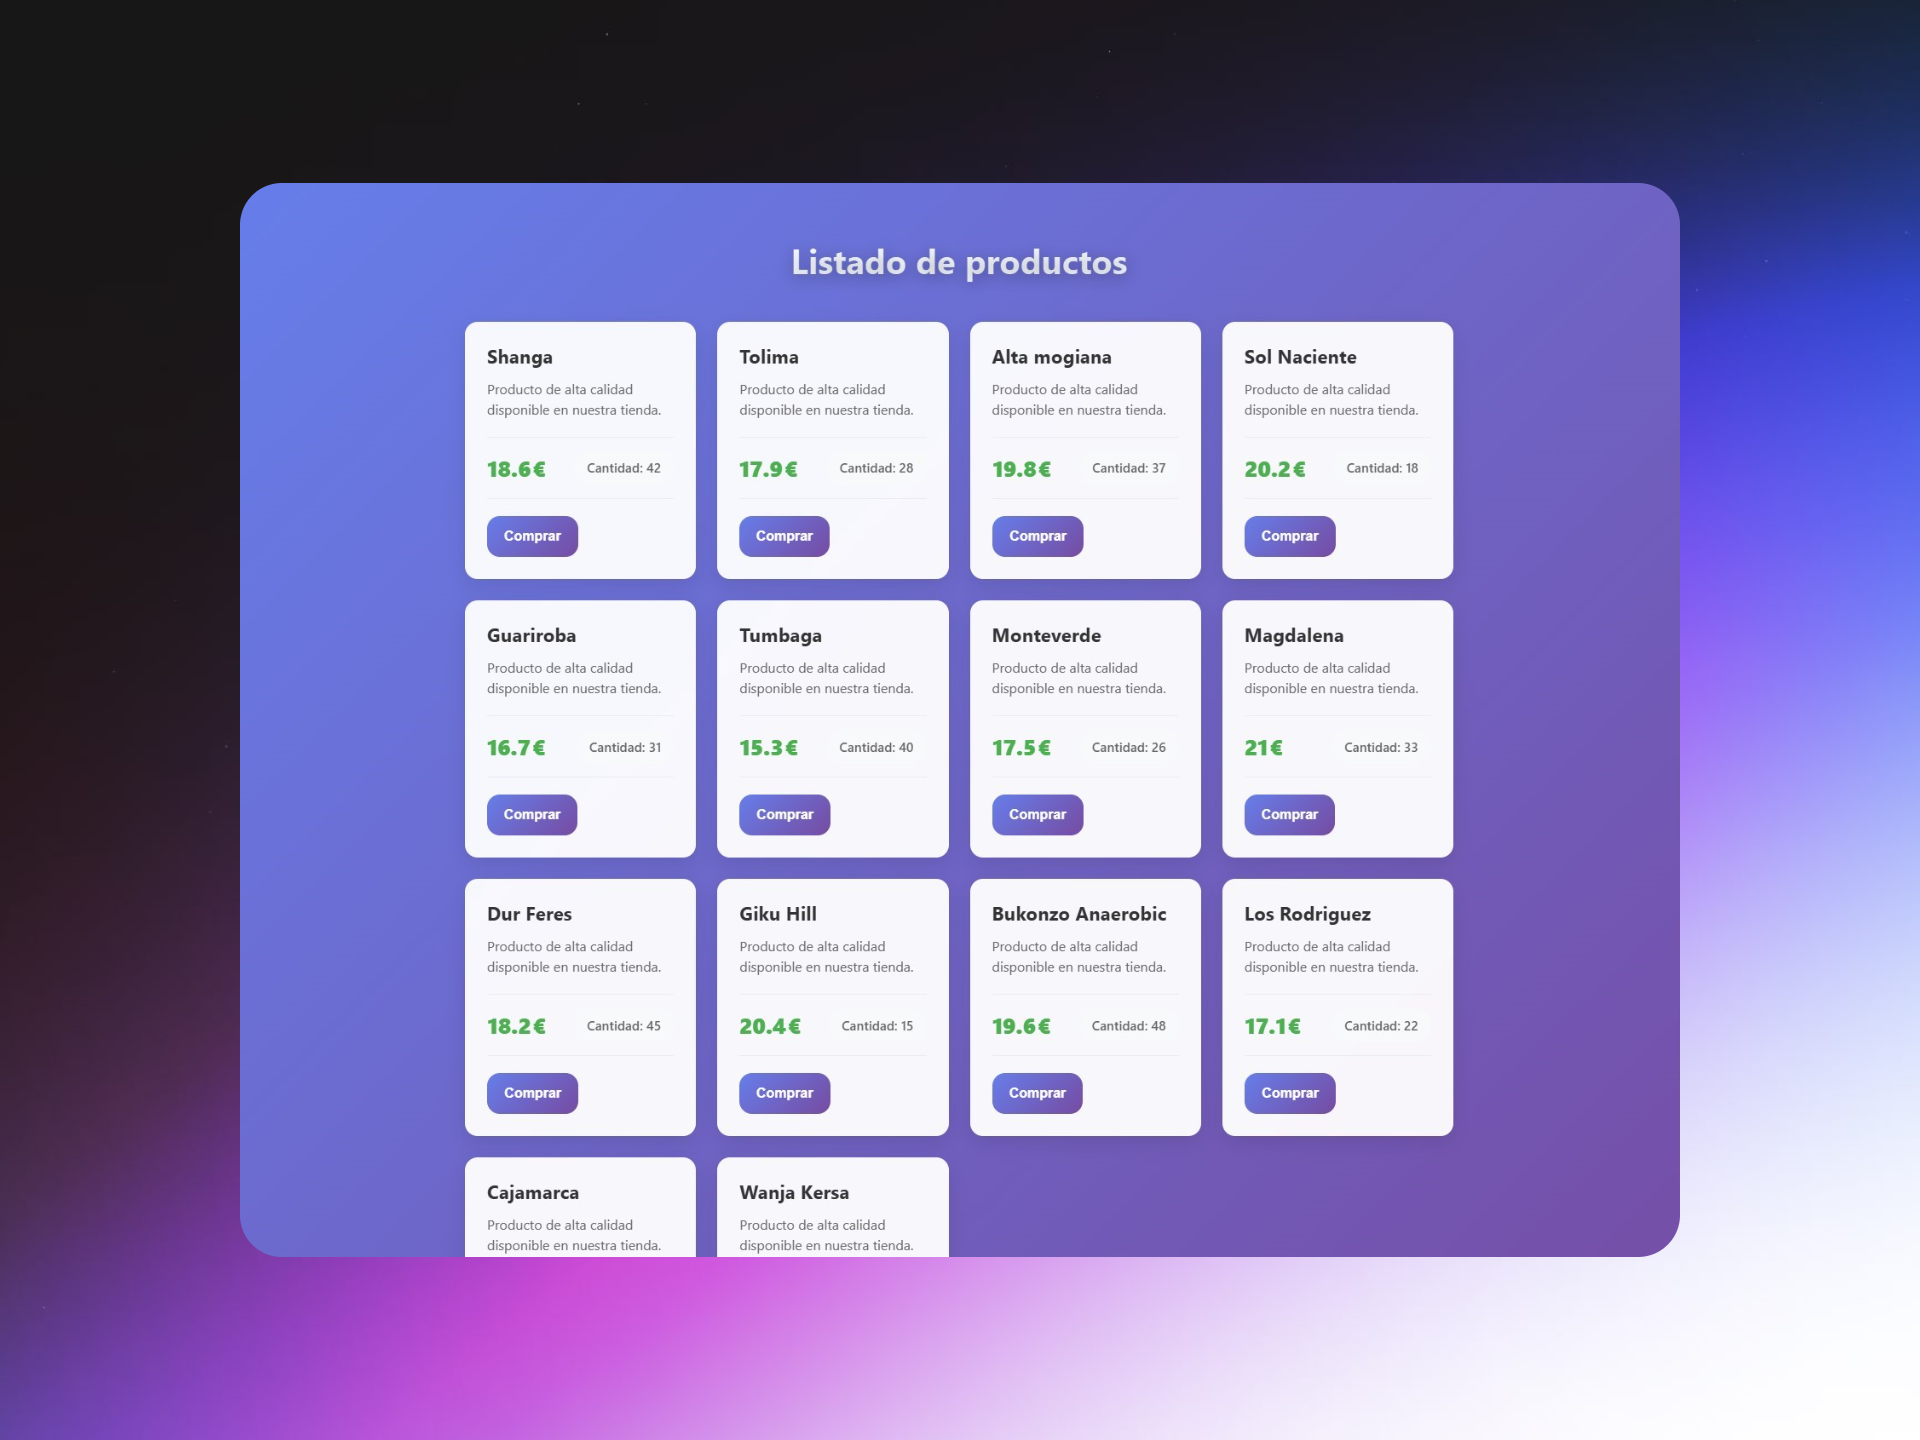 Listado de productos
Shanga
Producto de alta calidad
disponible en nuestra tienda.
18.6€ Cantidad: 42
Comprar
Tolima
Producto de alta calidad
disponible en nuestra tienda.
17.9€ Cantidad: 28
Comprar
Alta mogiana
Producto de alta calidad
disponible en nuestra tienda.
19.8€ Cantidad: 37
Comprar
Sol Naciente
Producto de alta calidad
disponible en nuestra tienda.
20.2€ Cantidad: 18
Comprar
Guariroba
Producto de alta calidad
disponible en nuestra tienda.
16.7€ Cantidad: 31
Comprar
Tumbaga
Producto de alta calidad
disponible en nuestra tienda.
15.3€ Cantidad: 40
Comprar
Monteverde
Producto de alta calidad
disponible en nuestra tienda.
17.5€ Cantidad: 26
Comprar
Magdalena
Producto de alta calidad
disponible en nuestra tienda.
21€ Cantidad: 33
Comprar
Dur Feres
Producto de alta calidad
disponible en nuestra tienda.
18.2€ Cantidad: 45
Comprar
Giku Hill
Producto de alta calidad
disponible en nuestra tienda.
20.4€ Cantidad: 15
Comprar
Bukonzo Anaerobic
Producto de alta calidad
disponible en nuestra tienda.
19.6€ Cantidad: 48
Comprar
Los Rodriguez
Producto de alta calidad
disponible en nuestra tienda.
17.1€ Cantidad: 22
Comprar
Cajamarca
Producto de alta calidad
disponible en nuestra tienda.
Wanja Kersa
Producto de alta calidad
disponible en nuestra tienda.